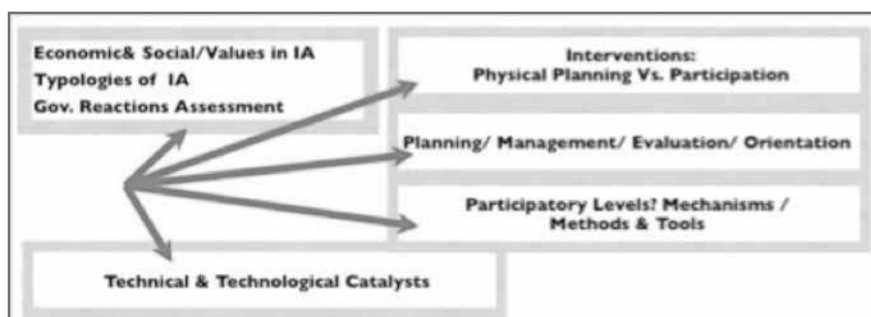 Economic& Social/Values in IA
Typologies of IA
Gov. Reactions Assessment
Interventions:
Physical Planning Vs. Participation
Planning/ Management/ Evaluation/ Orientation
Participatory Levels? Mechanisms /
Methods & Tools
Technical & Technological Catalysts